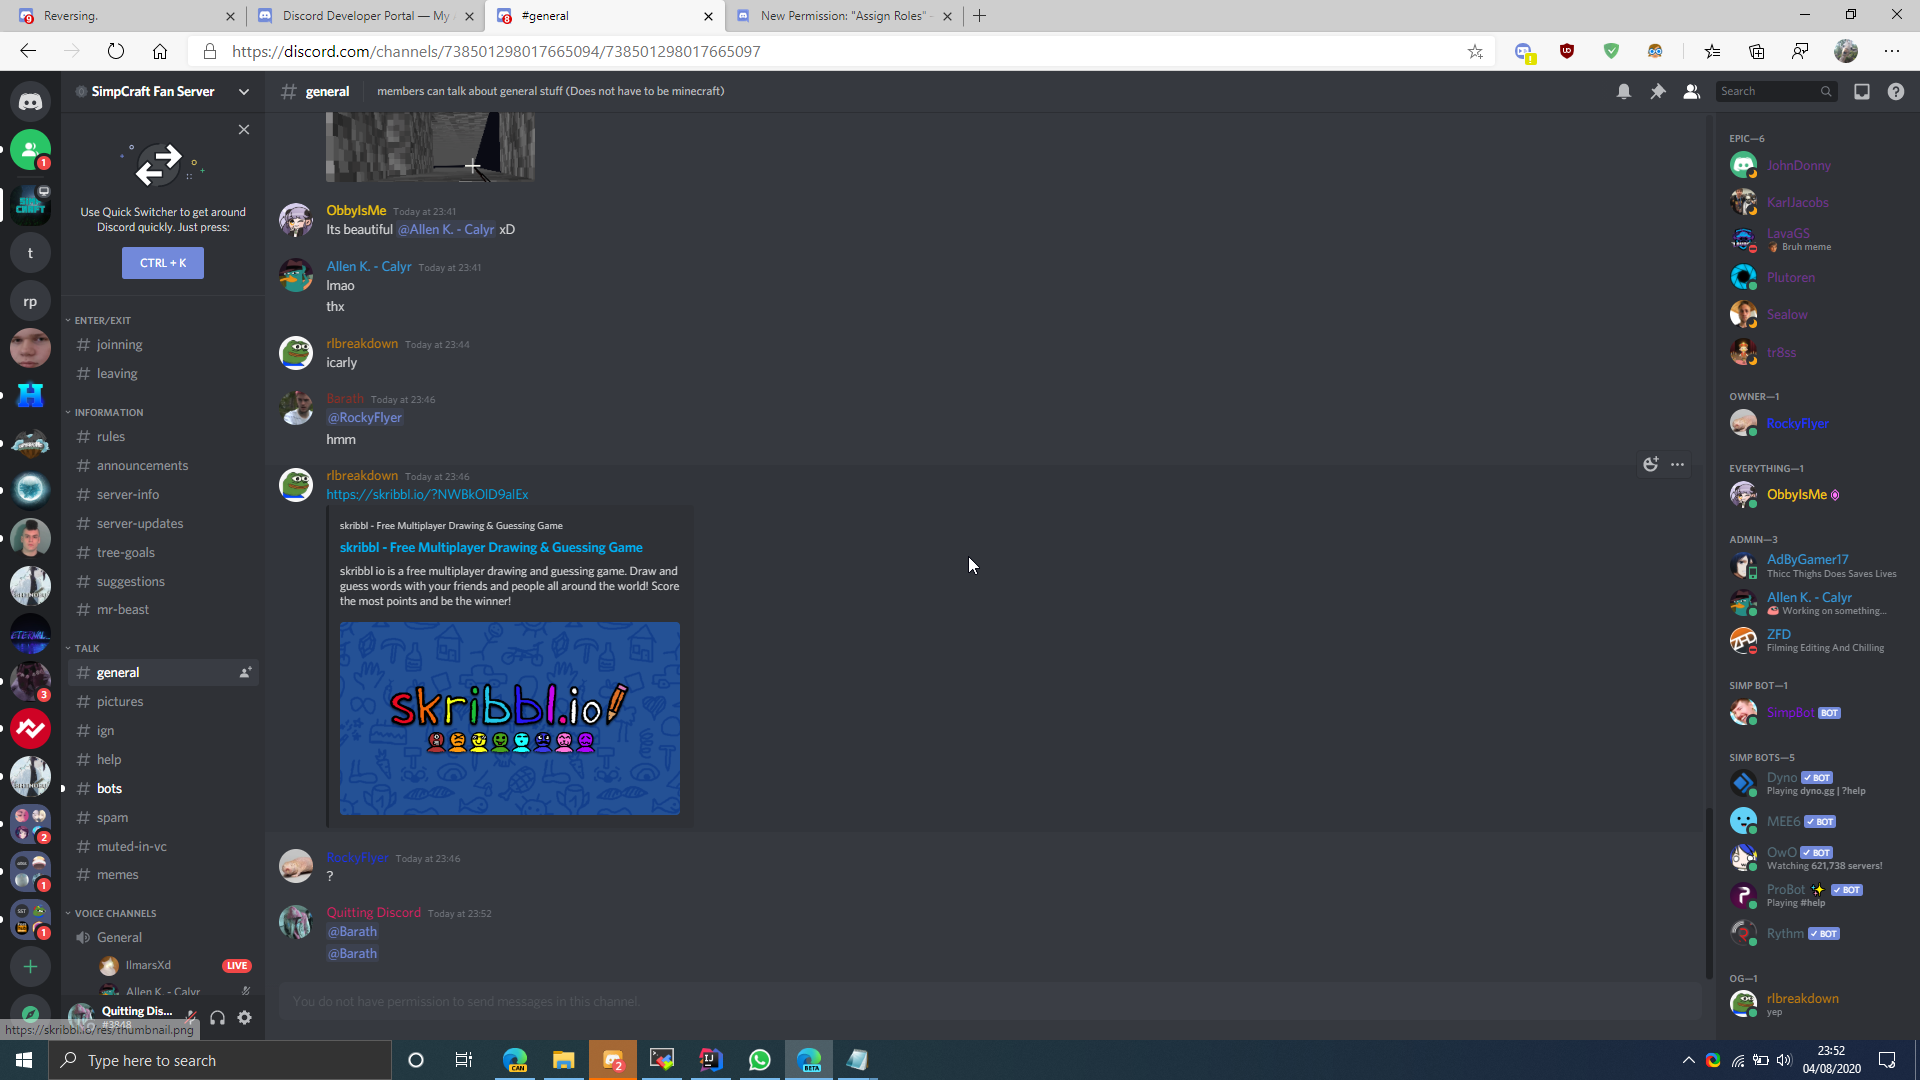 Reversing.
Discord Developer Portal — My
#general
New Permission: "Assign Roles" -
https://discord.com/channels/738501298017665094/738501298017665097
SimpCraft Fan Server
# general
members can talk about general stuff (Does not have to be minecraft)
Search
Use Quick Switcher to get around
Discord quickly. Just press:
CTRL + K
t
rp
ENTER/EXIT
# joinning
# leaving
INFORMATION
# rules
# announcements
# server-info
# server-updates
# tree-goals
# suggestions
# mr-beast
TALK
# general
# pictures
# ign
# help
# bots
# spam
# muted-in-vc
# memes
VOICE CHANNELS
General
IlmarsXd LIVE
Allen K. - Calyr
Quitting Dis...
#3848
https://skribbl.io/res/thumbnail.png
ObbyIsMe Today at 23:41
Its beautiful @Allen K. - Calyr xD
Allen K. - Calyr Today at 23:41
lmao
thx
rlbreakdown Today at 23:44
icarly
Barath Today at 23:46
@RockyFlyer
hmm
rlbreakdown Today at 23:46
https://skribbl.io/?NWBkOlD9alEx
skribbl - Free Multiplayer Drawing & Guessing Game
skribbl - Free Multiplayer Drawing & Guessing Game
skribbl io is a free multiplayer drawing and guessing game. Draw and
guess words with your friends and people all around the world! Score
the most points and be the winner!
skribbl.io
RockyFlyer Today at 23:46
?
Quitting Discord Today at 23:52
@Barath
@Barath
You do not have permission to send messages in this channel.
EPIC—6
JohnDonny
KarlJacobs
LavaGS
Bruh meme
Plutoren
Sealow
tr8ss
OWNER—1
RockyFlyer
EVERYTHING—1
ObbyIsMe
ADMIN—3
AdByGamer17
Thicc Thighs Does Saves Lives
Allen K. - Calyr
Working on something...
ZFD
Filming Editing And Chilling
SIMP BOT—1
SimpBot BOT
SIMP BOTS—5
Dyno BOT
Playing dyno.gg | ?help
MEE6 BOT
OwO BOT
Watching 621,738 servers!
ProBot BOT
Playing #help
Rythm BOT
OG—1
rlbreakdown
yep
Type here to search
CAN
2
BETA
23:52
04/08/2020